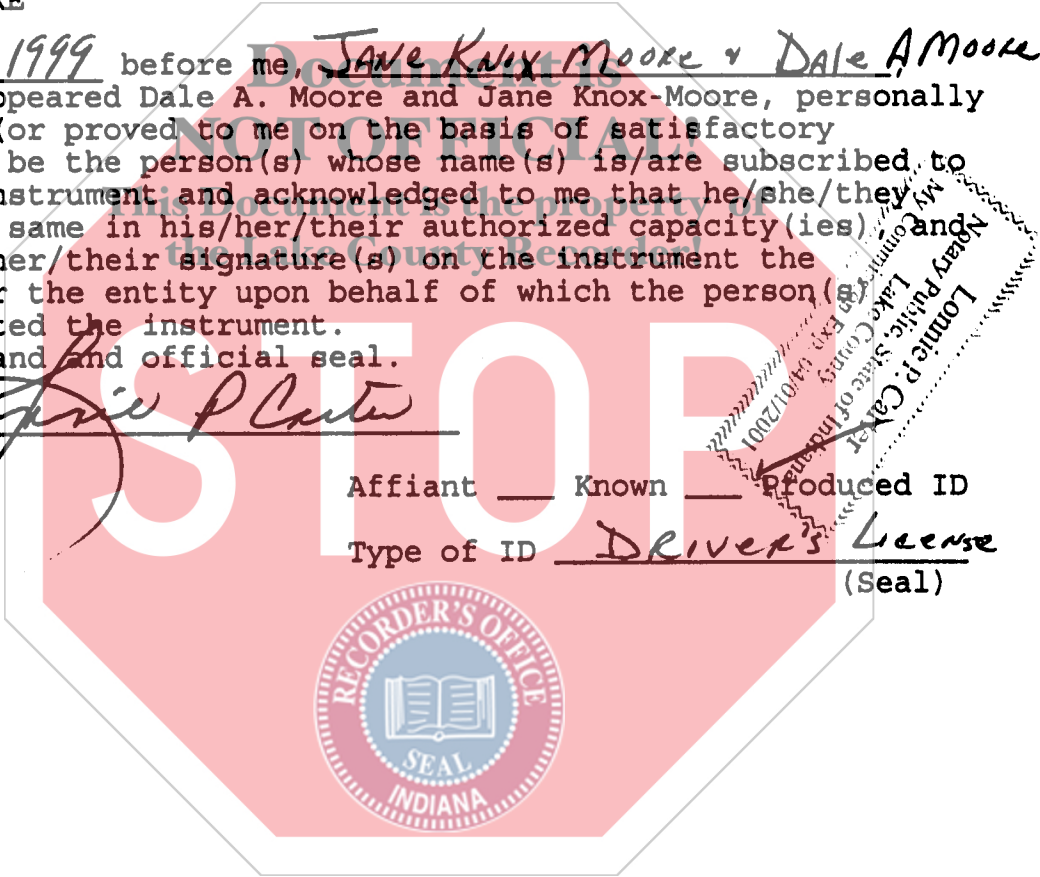 1999 before me, Jane Knox Moore & Dale A Moore
ppeared Dale A. Moore and Jane Knox-Moore, personally
(or proved to me on the basis of satisfactory
be the person(s) whose name(s) is/are subscribed to
nstrument and acknowledged to me that he/she/they
same in his/her/their authorized capacity(ies), and
her/their signature(s) on the instrument the
the entity upon behalf of which the person(s)
ted the instrument.
and and official seal.
Lonnie P Carter
Affiant ___ Known ___ Produced ID
Type of ID Driver's License
(Seal)
Lonnie P. Carter
Notary Public, State of Indiana
Lake County
My Commission Exp. 04/01/2001
Document is
NOT OFFICIAL!
This Document is the property of
the Lake County Recorder!
STOP
RECORDER'S OFFICE
SEAL
INDIANA